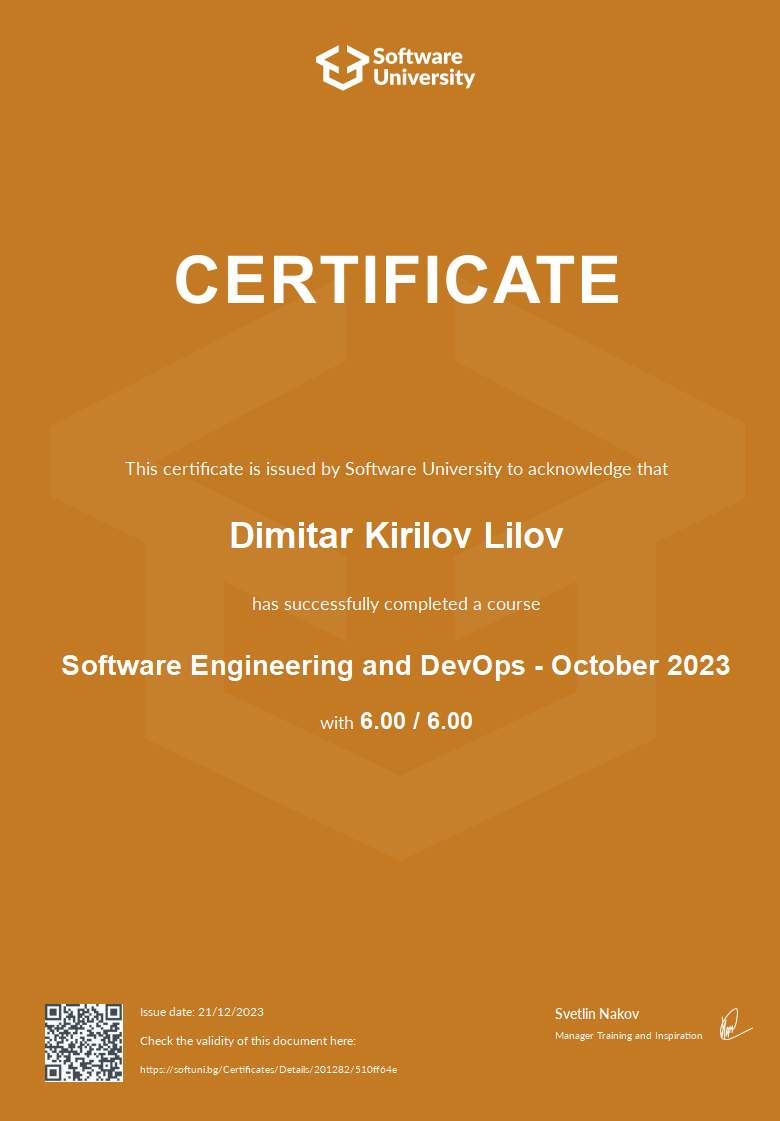 Software
University
CERTIFICATE
This certificate is issued by Software University to acknowledge that
Dimitar Kirilov Lilov
has successfully completed a course
Software Engineering and DevOps - October 2023
with 6.00 / 6.00
Issue date: 21/12/2023
Check the validity of this document here:
https://softuni.bg/Certificates/Details/201282/510ff64e
Svetlin Nakov
Manager Training and Inspiration